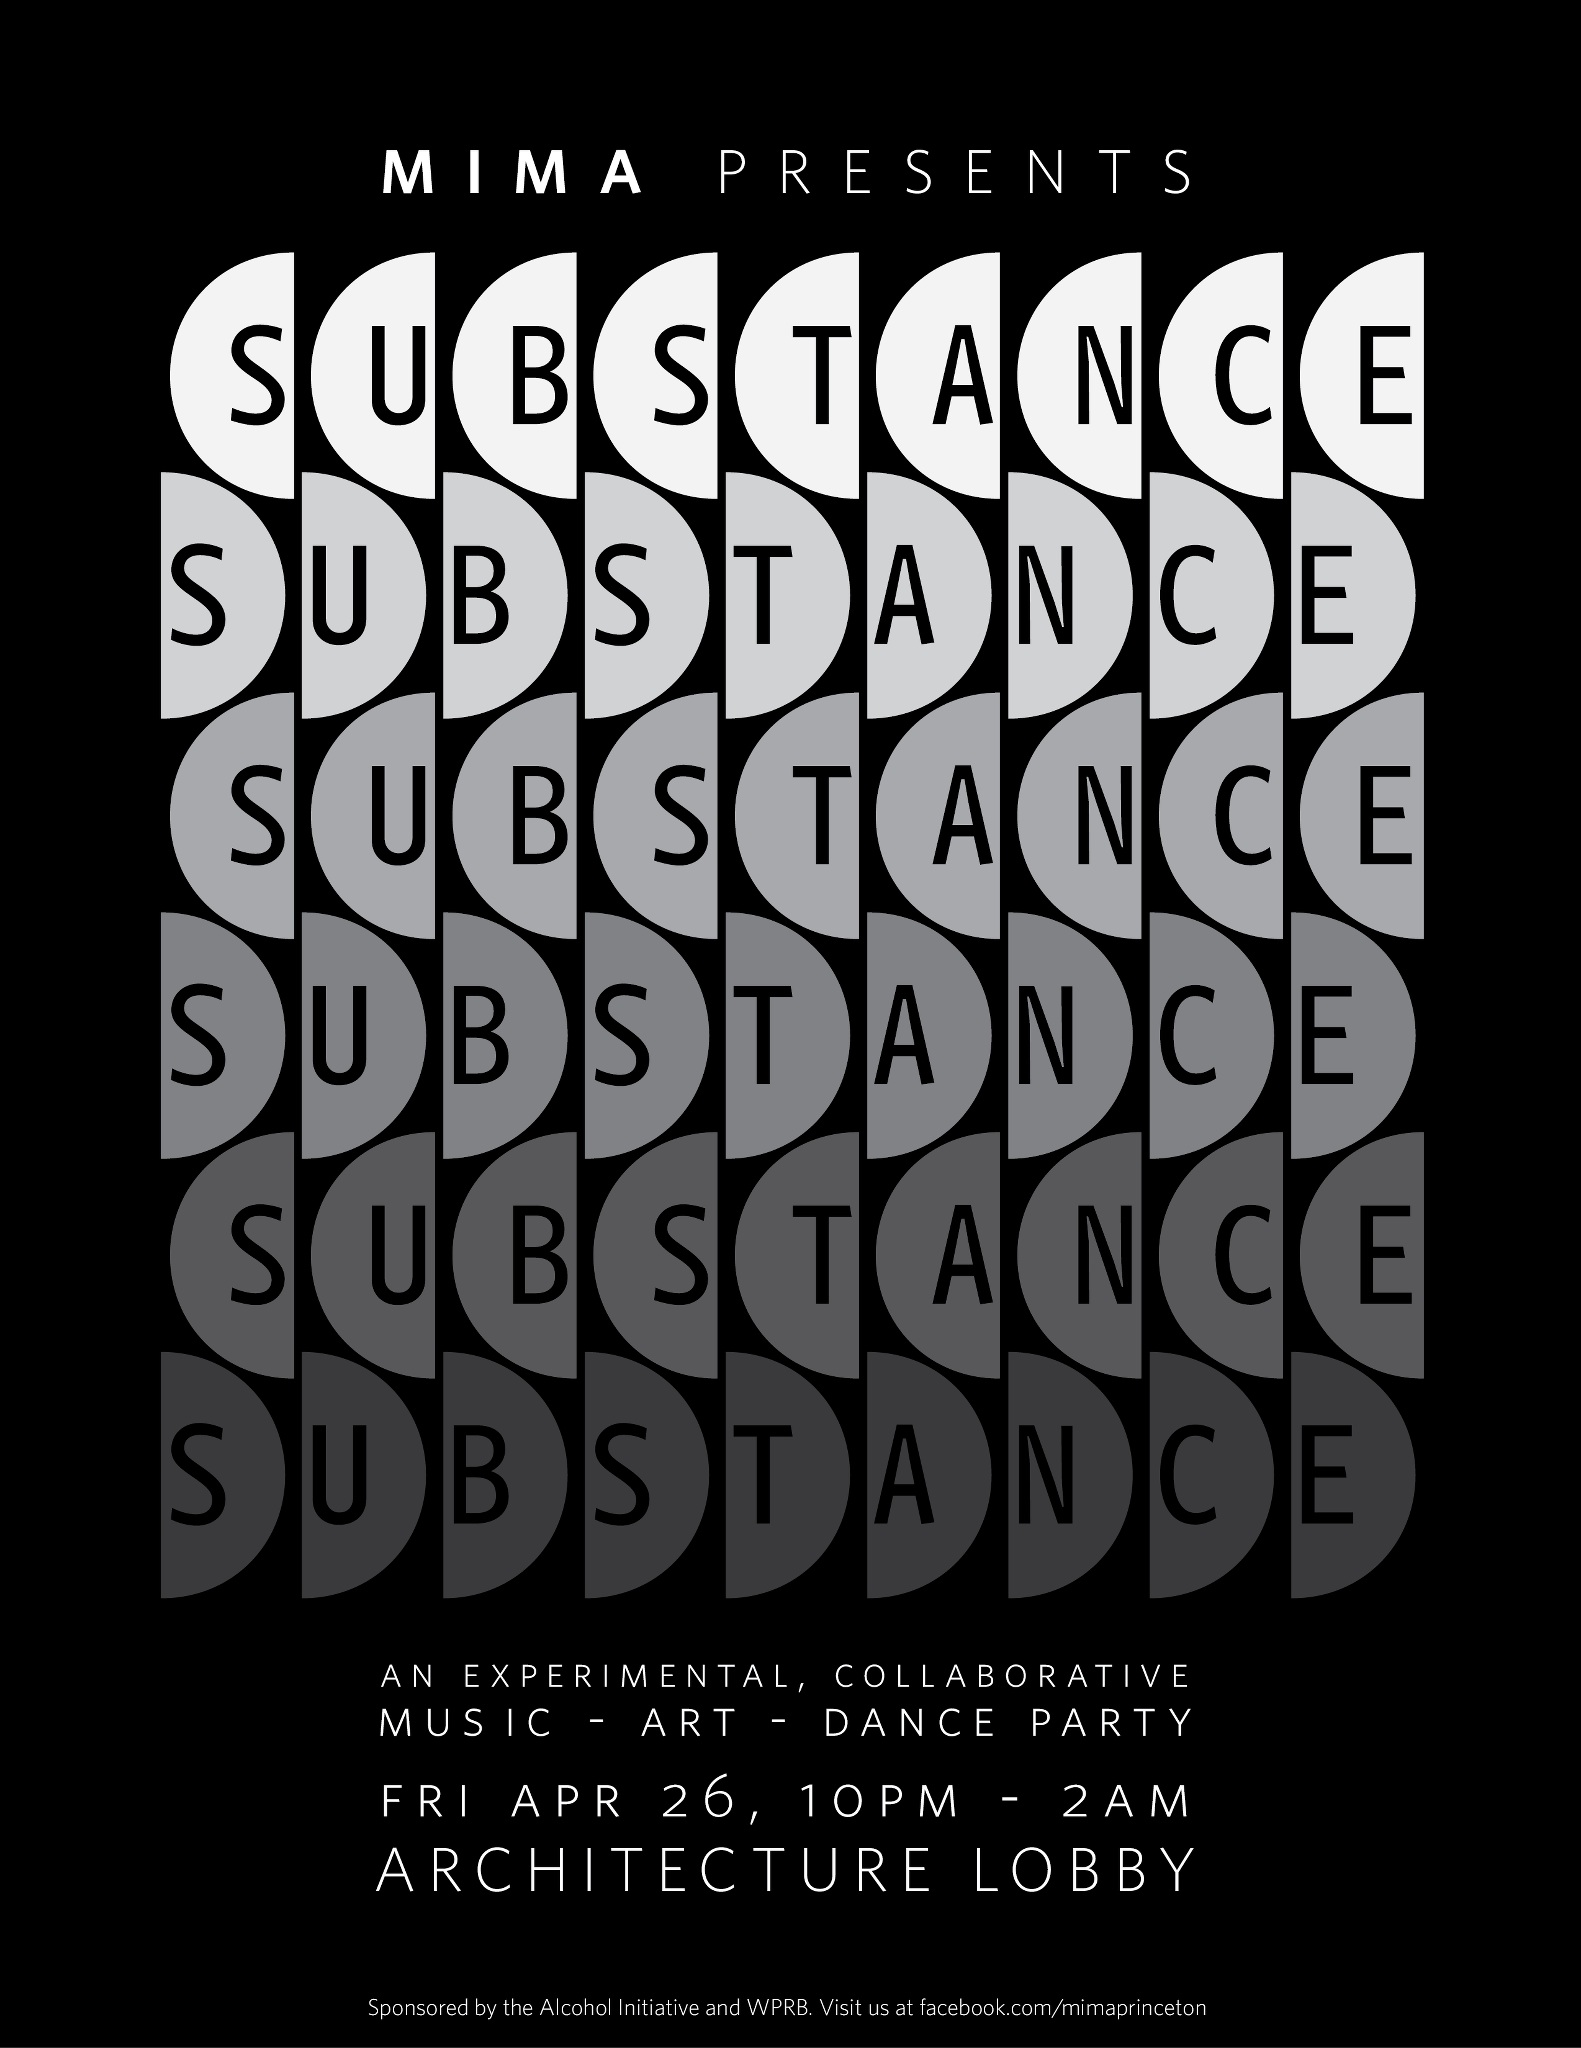 MIMA PRESENTS
SUBSTANCE
SUBSTANCE
SUBSTANCE
SUBSTANCE
SUBSTANCE
SUBSTANCE
AN EXPERIMENTAL, COLLABORATIVE
MUSIC - ART - DANCE PARTY
FRI APR 26, 10PM - 2AM
ARCHITECTURE LOBBY
Sponsored by the Alcohol Initiative and WPRB. Visit us at facebook.com/mimaprinceton